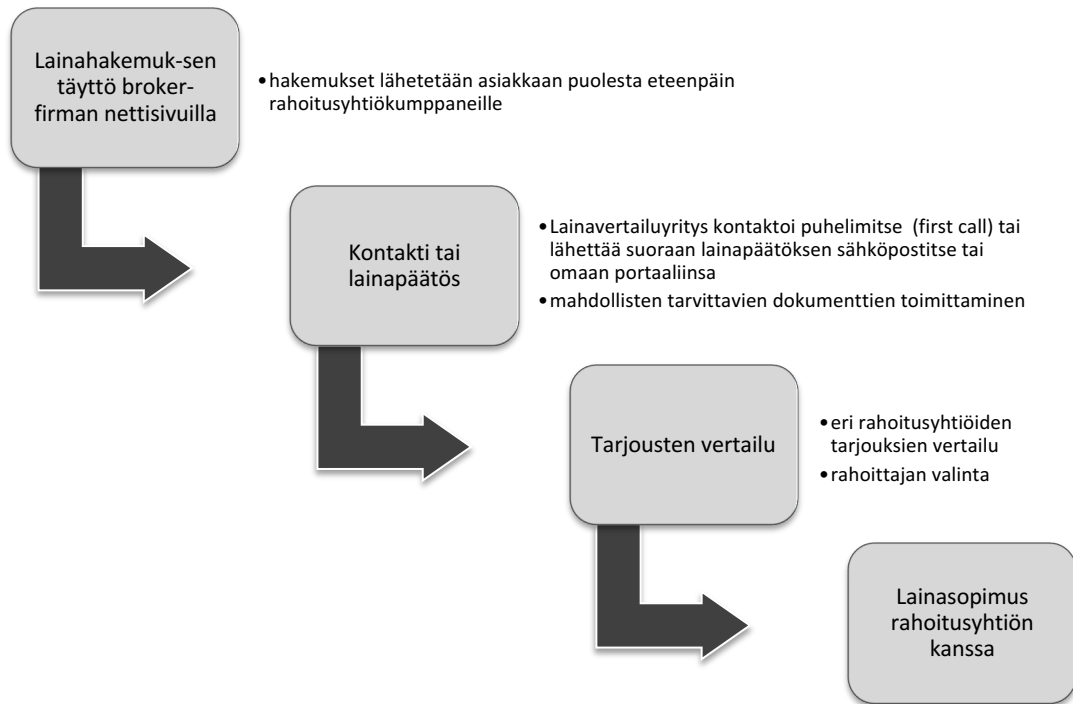 Lainahakemuk-sen
täyttö broker-
firman nettisivuilla
•hakemukset lähetetään asiakkaan puolesta eteenpäin
rahoitusyhtiökumppaneille
Kontakti tai
lainapäätös
•Lainavertailuyritys kontaktoi puhelimitse (first call) tai
lähettää suoraan lainapäätöksen sähköpostitse tai
omaan portaaliinsa
•mahdollisten tarvittavien dokumenttien toimittaminen
Tarjousten vertailu
•eri rahoitusyhtiöiden
tarjouksien vertailu
•rahoittajan valinta
Lainasopimus
rahoitusyhtiön
kanssa